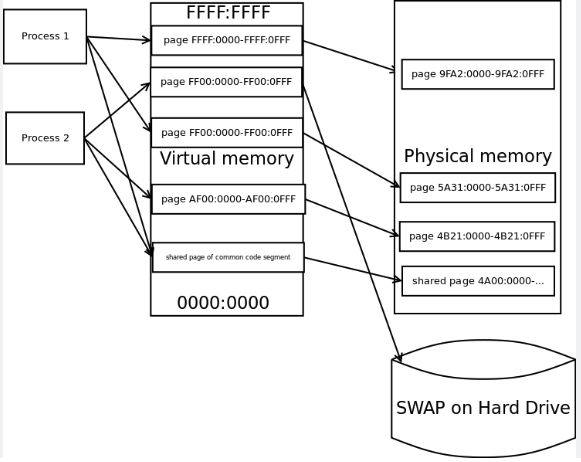 Process 1
Process 2
FFFF:FFFF
page FFFF:0000-FFFF:0FFF
page FF00:0000-FF00:0FFF
page FF00:0000-FF00:0FFF
Virtual memory
page AF00:0000-AF00:0FFF
shared page of common code segment
0000:0000
page 9FA2:0000-9FA2:0FFF
Physical memory
page 5A31:0000-5A31:0FFF
page 4B21:0000-4B21:0FFF
shared page 4A00:0000-...
SWAP on Hard Drive